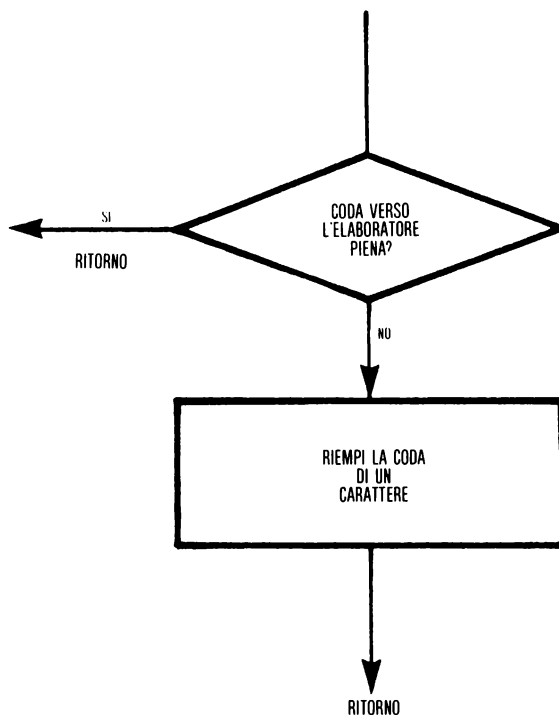 CODA VERSO
L'ELABORATORE
PIENA?
SI
RITORNO
NO
RIEMPI LA CODA
DI UN
CARATTERE
RITORNO